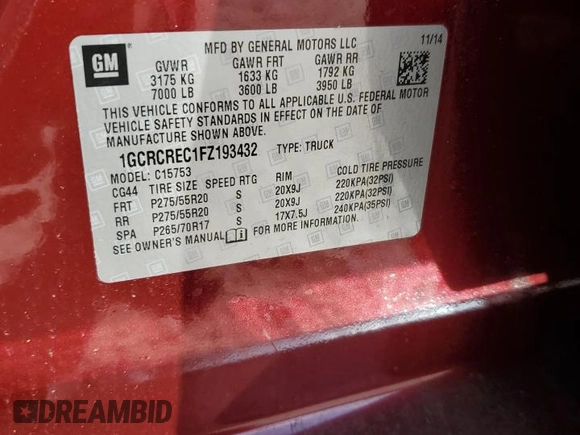 GM
MFD BY GENERAL MOTORS LLC 11/14
GVWR GAWR FRT GAWR RR
3175 KG 1633 KG 1792 KG
7000 LB 3600 LB 3950 LB
THIS VEHICLE CONFORMS TO ALL APPLICABLE U.S. FEDERAL MOTOR
VEHICLE SAFETY STANDARDS IN EFFECT ON THE DATE OF
MANUFACTURE SHOWN ABOVE.
1GCRCREC1FZ193432 TYPE: TRUCK
MODEL: C15753
CG44 TIRE SIZE SPEED RTG RIM COLD TIRE PRESSURE
FRT P275/55R20 S 20X9J 220KPA(32PSI)
RR P275/55R20 S 20X9J 220KPA(32PSI)
SPA P265/70R17 S 17X7.5J 240KPA(35PSI)
SEE OWNER'S MANUAL FOR MORE INFORMATION.
DREAMBID